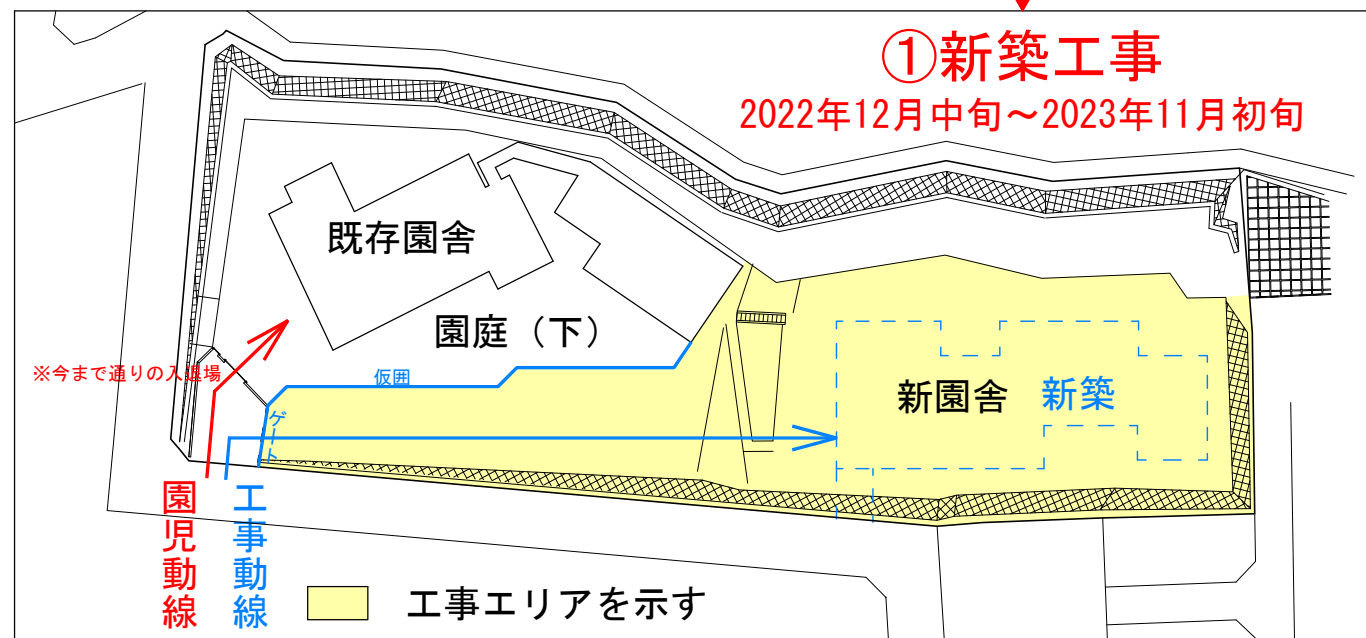 ①新築工事
2022年12月中旬～2023年11月初旬
既存園舎
園庭（下）
※今まで通りの入退場
仮囲
新園舎
新築
ゲート
園児動線
工事動線
工事エリアを示す